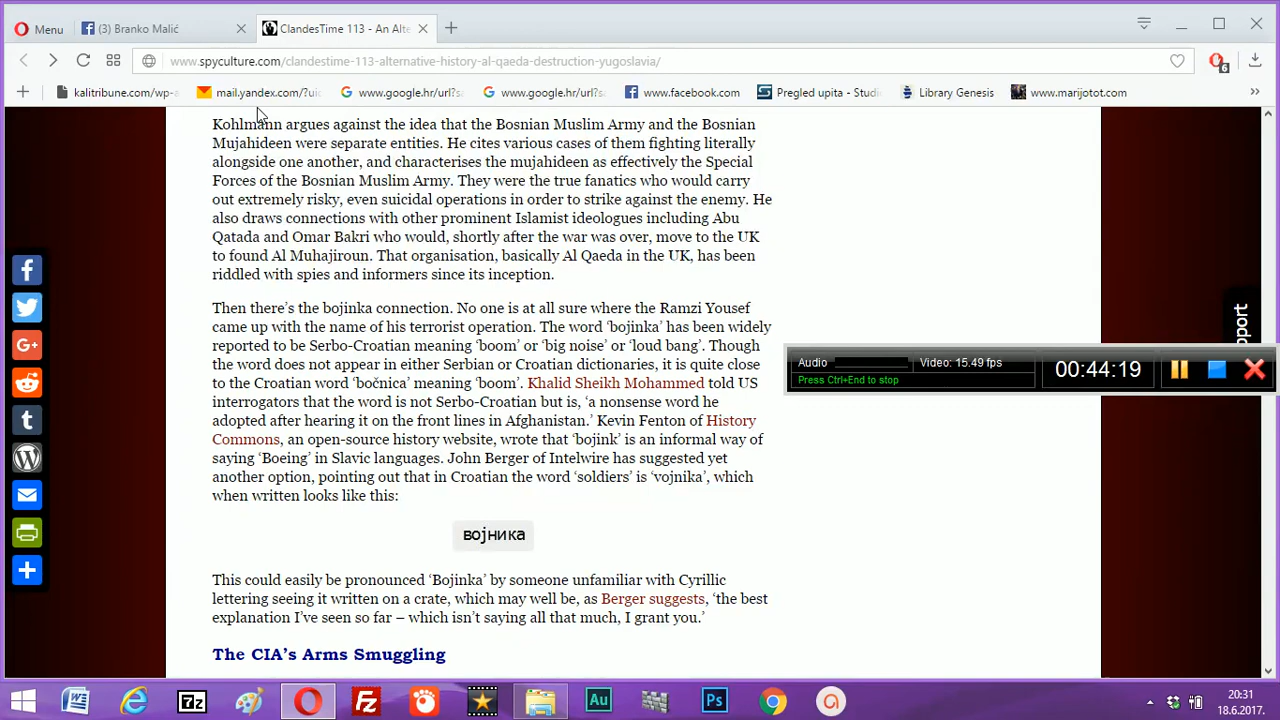 Menu
(3) Branko Malić
ClandesTime 113 - An Alte
www.spyculture.com/clandestime-113-alternative-history-al-qaeda-destruction-yugoslavia/
6
kalitribune.com/wp-a
mail.yandex.com/?uid
www.google.hr/url?sa
www.google.hr/url?sa
www.facebook.com
Pregled upita - Studi
Library Genesis
www.marijotot.com
Kohlmann argues against the idea that the Bosnian Muslim Army and the Bosnian
Mujahideen were separate entities. He cites various cases of them fighting literally
alongside one another, and characterises the mujahideen as effectively the Special
Forces of the Bosnian Muslim Army. They were the true fanatics who would carry
out extremely risky, even suicidal operations in order to strike against the enemy. He
also draws connections with other prominent Islamist ideologues including Abu
Qatada and Omar Bakri who would, shortly after the war was over, move to the UK
to found Al Muhajiroun. That organisation, basically Al Qaeda in the UK, has been
riddled with spies and informers since its inception.
Then there’s the bojinka connection. No one is at all sure where the Ramzi Yousef
came up with the name of his terrorist operation. The word ‘bojinka’ has been widely
reported to be Serbo-Croatian meaning ‘boom’ or ‘big noise’ or ‘loud bang’. Though
the word does not appear in either Serbian or Croatian dictionaries, it is quite close
to the Croatian word ‘bočnica’ meaning ‘boom’. Khalid Sheikh Mohammed told US
interrogators that the word is not Serbo-Croatian but is, ‘a nonsense word he
adopted after hearing it on the front lines in Afghanistan.’ Kevin Fenton of History
Commons, an open-source history website, wrote that ‘bojink’ is an informal way of
saying ‘Boeing’ in Slavic languages. John Berger of Intelwire has suggested yet
another option, pointing out that in Croatian the word ‘soldiers’ is ‘vojnika’, which
when written looks like this:
војника
This could easily be pronounced ‘Bojinka’ by someone unfamiliar with Cyrillic
lettering seeing it written on a crate, which may well be, as Berger suggests, ‘the best
explanation I’ve seen so far – which isn’t saying all that much, I grant you.’
The CIA’s Arms Smuggling
port
Audio
Video: 15.49 fps
Press Ctrl+End to stop
00:44:19
20:31
18.6.2017.